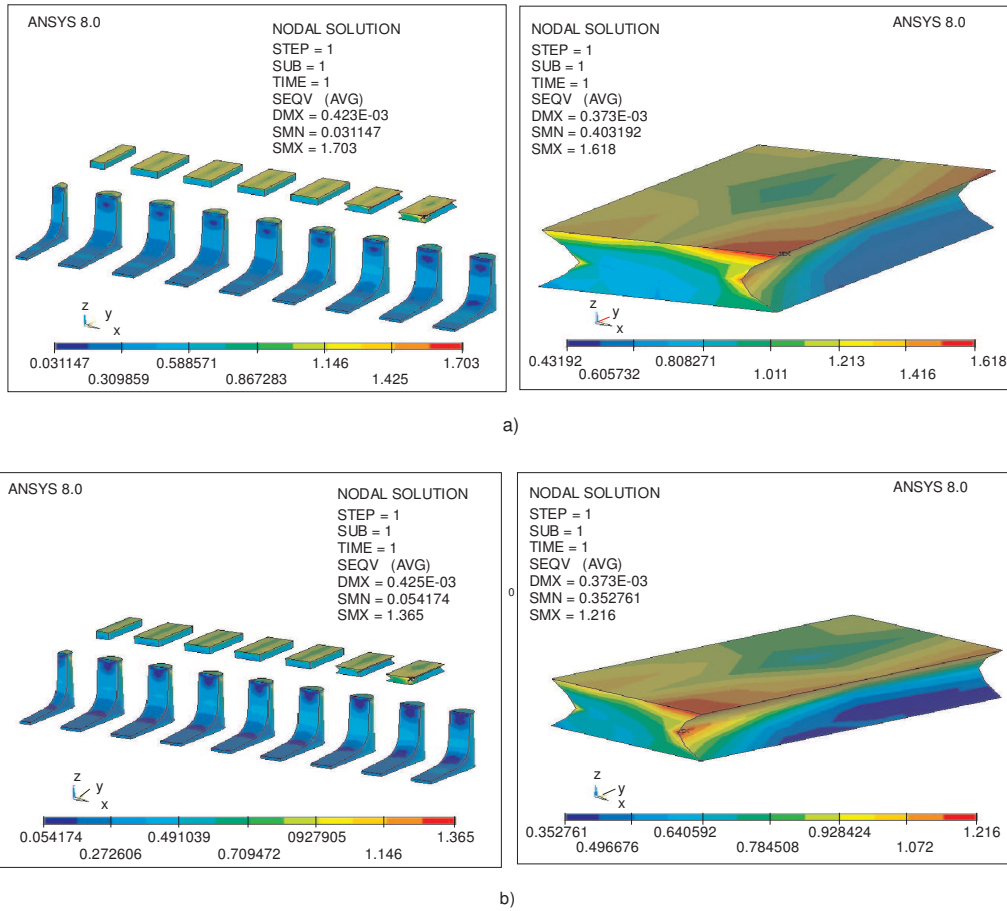 ANSYS 8.0
NODAL SOLUTION
STEP = 1
SUB = 1
TIME = 1
SEQV (AVG)
DMX = 0.423E-03
SMN = 0.031147
SMX = 1.703
z
y
x
0.031147 0.588571 1.146 1.703
0.309859 0.867283 1.425
NODAL SOLUTION
STEP = 1
SUB = 1
TIME = 1
SEQV (AVG)
DMX = 0.373E-03
SMN = 0.403192
SMX = 1.618
ANSYS 8.0
MX
z
y
x
0.43192 0.808271 1.213 1.618
0.605732 1.011 1.416
a)
ANSYS 8.0
NODAL SOLUTION
STEP = 1
SUB = 1
TIME = 1
SEQV (AVG)
DMX = 0.425E-03
SMN = 0.054174
SMX = 1.365
z
y
x
0.054174 0.491039 0927905 1.365
0.272606 0.709472 1.146
0
NODAL SOLUTION
STEP = 1
SUB = 1
TIME = 1
SEQV (AVG)
DMX = 0.373E-03
SMN = 0.352761
SMX = 1.216
ANSYS 8.0
z
y
x
0.352761 0.640592 0.928424 1.216
0.496676 0.784508 1.072
b)